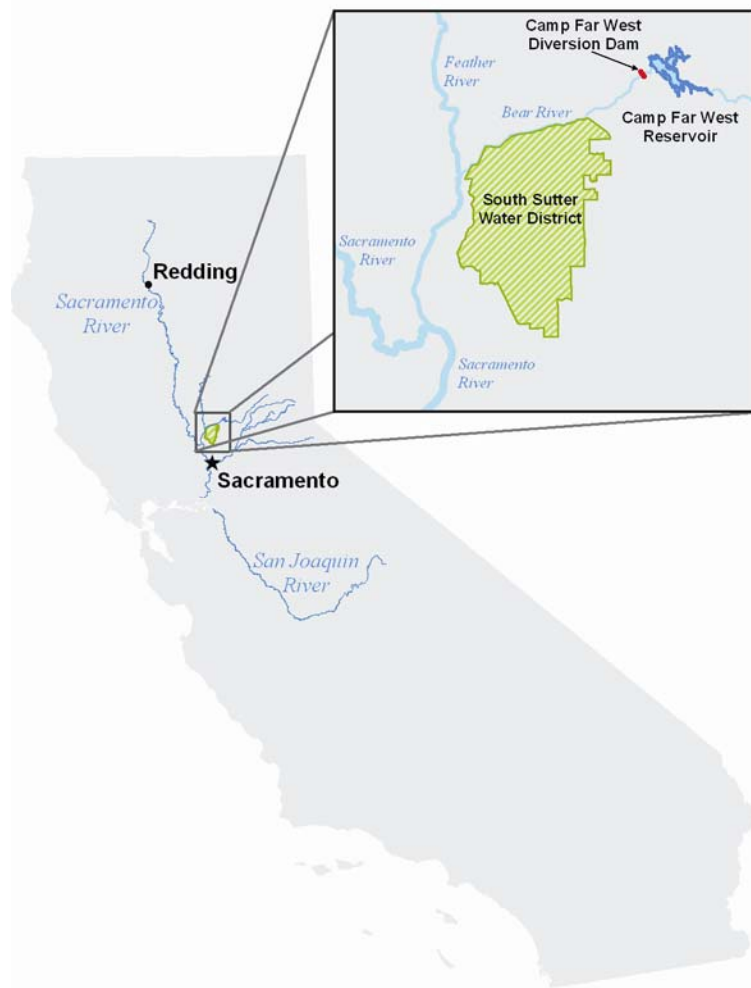 Camp Far West
Diversion Dam
Feather
River
Bear River
Camp Far West
Reservoir
South Sutter
Water District
Sacramento
River
Sacramento
River
Redding
Sacramento
River
Sacramento
San Joaquin
River